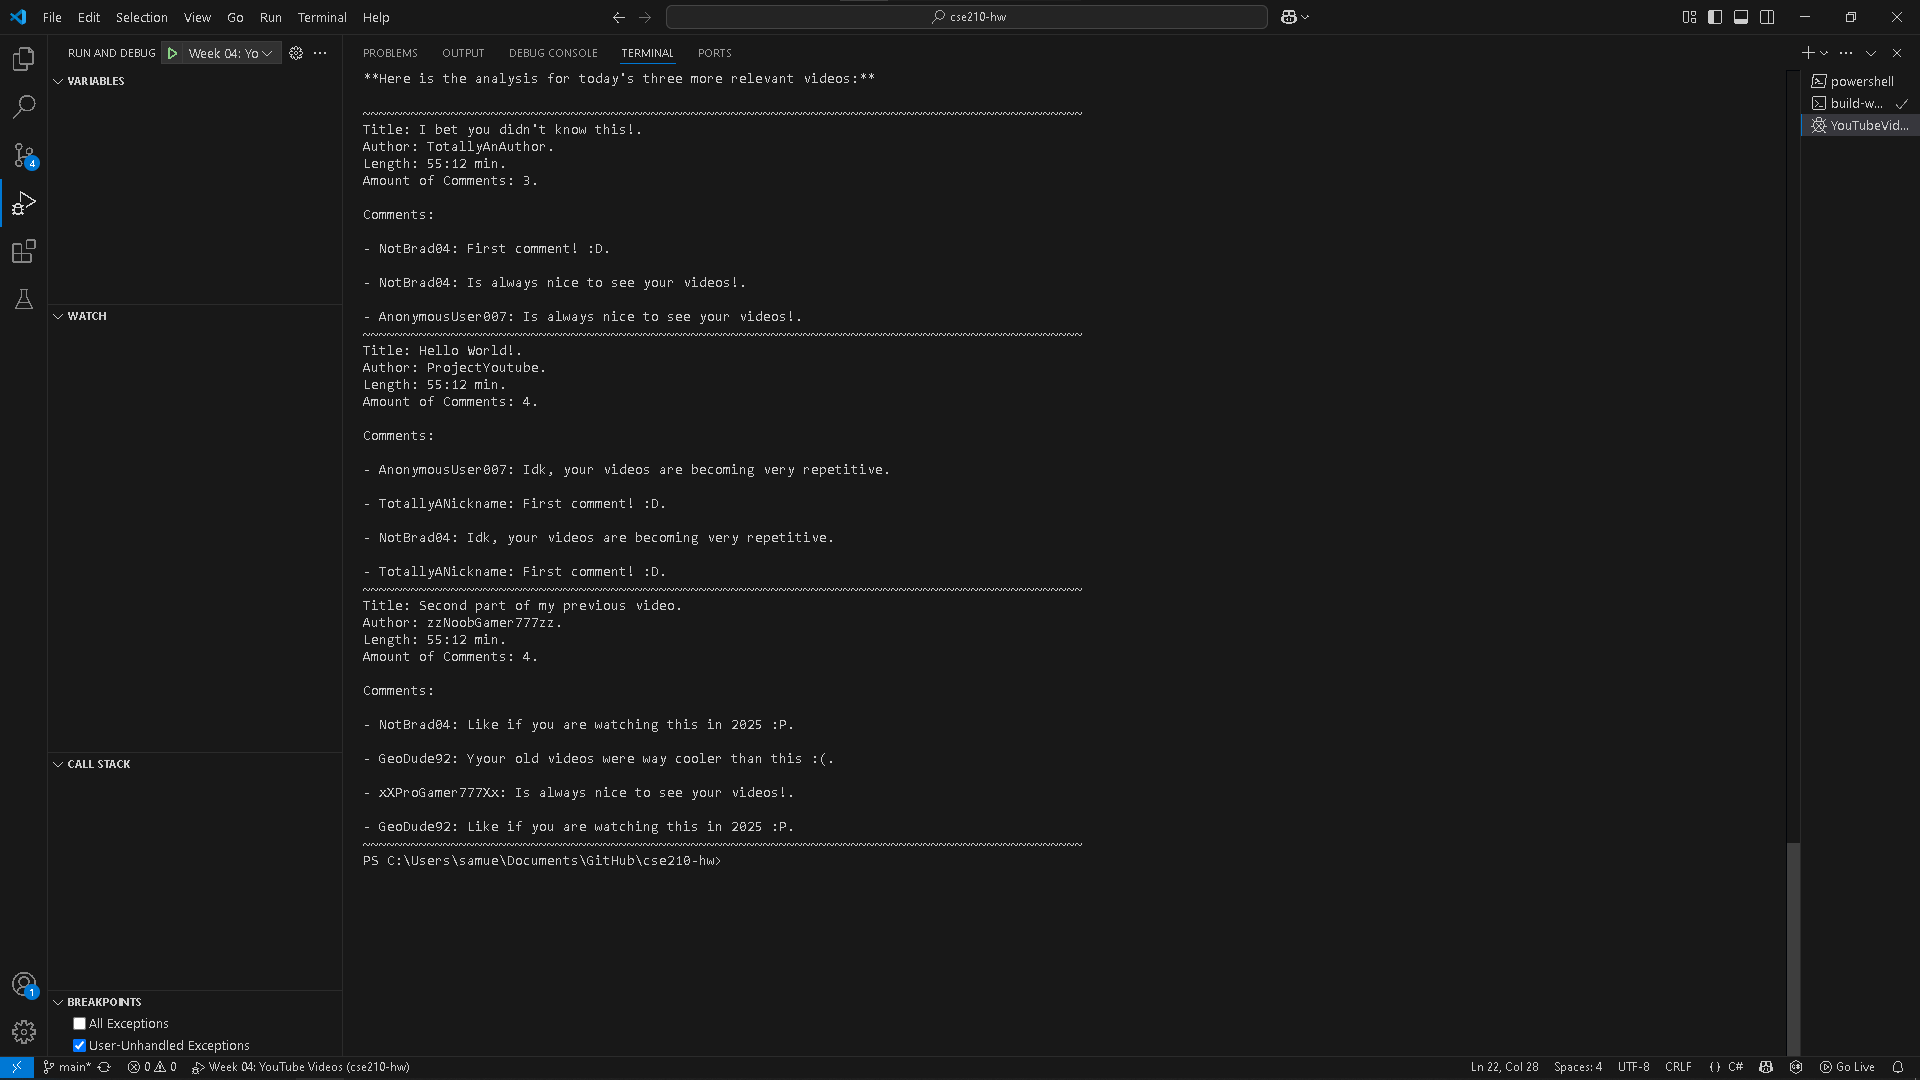 File Edit Selection View Go Run Terminal Help
cse210-hw
RUN AND DEBUG Week 04: Yo
PROBLEMS OUTPUT DEBUG CONSOLE TERMINAL PORTS
VARIABLES
WATCH
CALL STACK
BREAKPOINTS
All Exceptions
User-Unhandled Exceptions
4
1
**Here is the analysis for today's three more relevant videos:**
~~~~~~~~~~~~~~~~~~~~~~~~~~~~~~~~~~~~~~~~~~~~~~~~~~~~~~~~~~~~~~~~~~~~~~~~~~~~~~~~~~~~~~~~~~
Title: I bet you didn't know this!.
Author: TotallyAnAuthor.
Length: 55:12 min.
Amount of Comments: 3.
Comments:
- NotBrad04: First comment! :D.
- NotBrad04: Is always nice to see your videos!.
- AnonymousUser007: Is always nice to see your videos!.
~~~~~~~~~~~~~~~~~~~~~~~~~~~~~~~~~~~~~~~~~~~~~~~~~~~~~~~~~~~~~~~~~~~~~~~~~~~~~~~~~~~~~~~~~~
Title: Hello World!.
Author: ProjectYoutube.
Length: 55:12 min.
Amount of Comments: 4.
Comments:
- AnonymousUser007: Idk, your videos are becoming very repetitive.
- TotallyANickname: First comment! :D.
- NotBrad04: Idk, your videos are becoming very repetitive.
- TotallyANickname: First comment! :D.
~~~~~~~~~~~~~~~~~~~~~~~~~~~~~~~~~~~~~~~~~~~~~~~~~~~~~~~~~~~~~~~~~~~~~~~~~~~~~~~~~~~~~~~~~~
Title: Second part of my previous video.
Author: zzNoobGamer777zz.
Length: 55:12 min.
Amount of Comments: 4.
Comments:
- NotBrad04: Like if you are watching this in 2025 :P.
- GeoDude92: Yyour old videos were way cooler than this :(.
- xXProGamer777Xx: Is always nice to see your videos!.
- GeoDude92: Like if you are watching this in 2025 :P.
~~~~~~~~~~~~~~~~~~~~~~~~~~~~~~~~~~~~~~~~~~~~~~~~~~~~~~~~~~~~~~~~~~~~~~~~~~~~~~~~~~~~~~~~~~
PS C:\Users\samue\Documents\GitHub\cse210-hw>
powershell
build-w...
YouTubeVid...
main* 0 0 Week 04: YouTube Videos (cse210-hw) Ln 22, Col 28 Spaces: 4 UTF-8 CRLF {} C# Go Live